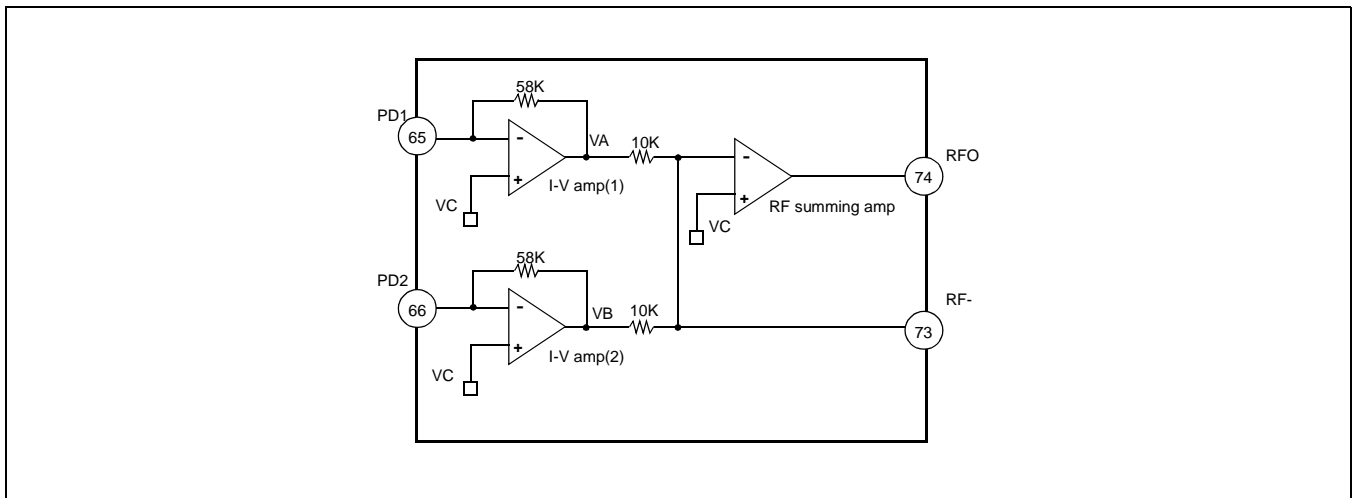 58K
PD1
65
-
VA
10K
-
RFO
74
+
I-V amp(1)
VC
+
RF summing amp
VC
58K
PD2
66
-
VB
10K
RF-
73
+
I-V amp(2)
VC